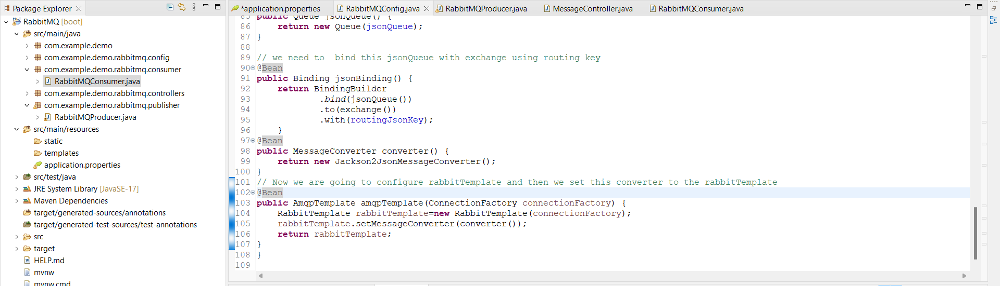 Package Explorer
RabbitMQ [boot]
src/main/java
com.example.demo
com.example.demo.rabbitmq.config
com.example.demo.rabbitmq.consumer
RabbitMQConsumer.java
com.example.demo.rabbitmq.controllers
com.example.demo.rabbitmq.publisher
RabbitMQProducer.java
src/main/resources
static
templates
application.properties
src/test/java
JRE System Library [JavaSE-17]
Maven Dependencies
target/generated-sources/annotations
target/generated-test-sources/test-annotations
src
target
HELP.md
mvnw
mvnw.cmd
*application.properties RabbitMQConfig.java RabbitMQProducer.java MessageController.java RabbitMQConsumer.java
85 public Queue jsonQueue() {
86     return new Queue(jsonQueue);
87 }
88
89 // we need to  bind this jsonQueue with exchange using routing key
90 @Bean
91 public Binding jsonBinding() {
92     return BindingBuilder
93             .bind(jsonQueue())
94             .to(exchange())
95             .with(routingJsonKey);
96     }
97 @Bean
98 public MessageConverter converter() {
99     return new Jackson2JsonMessageConverter();
100 }
101 // Now we are going to configure rabbitTemplate and then we set this converter to the rabbitTemplate
102 @Bean
103 public AmqpTemplate amqpTemplate(ConnectionFactory connectionFactory) {
104     RabbitTemplate rabbitTemplate=new RabbitTemplate(connectionFactory);
105     rabbitTemplate.setMessageConverter(converter());
106     return rabbitTemplate;
107 }
108 }
109